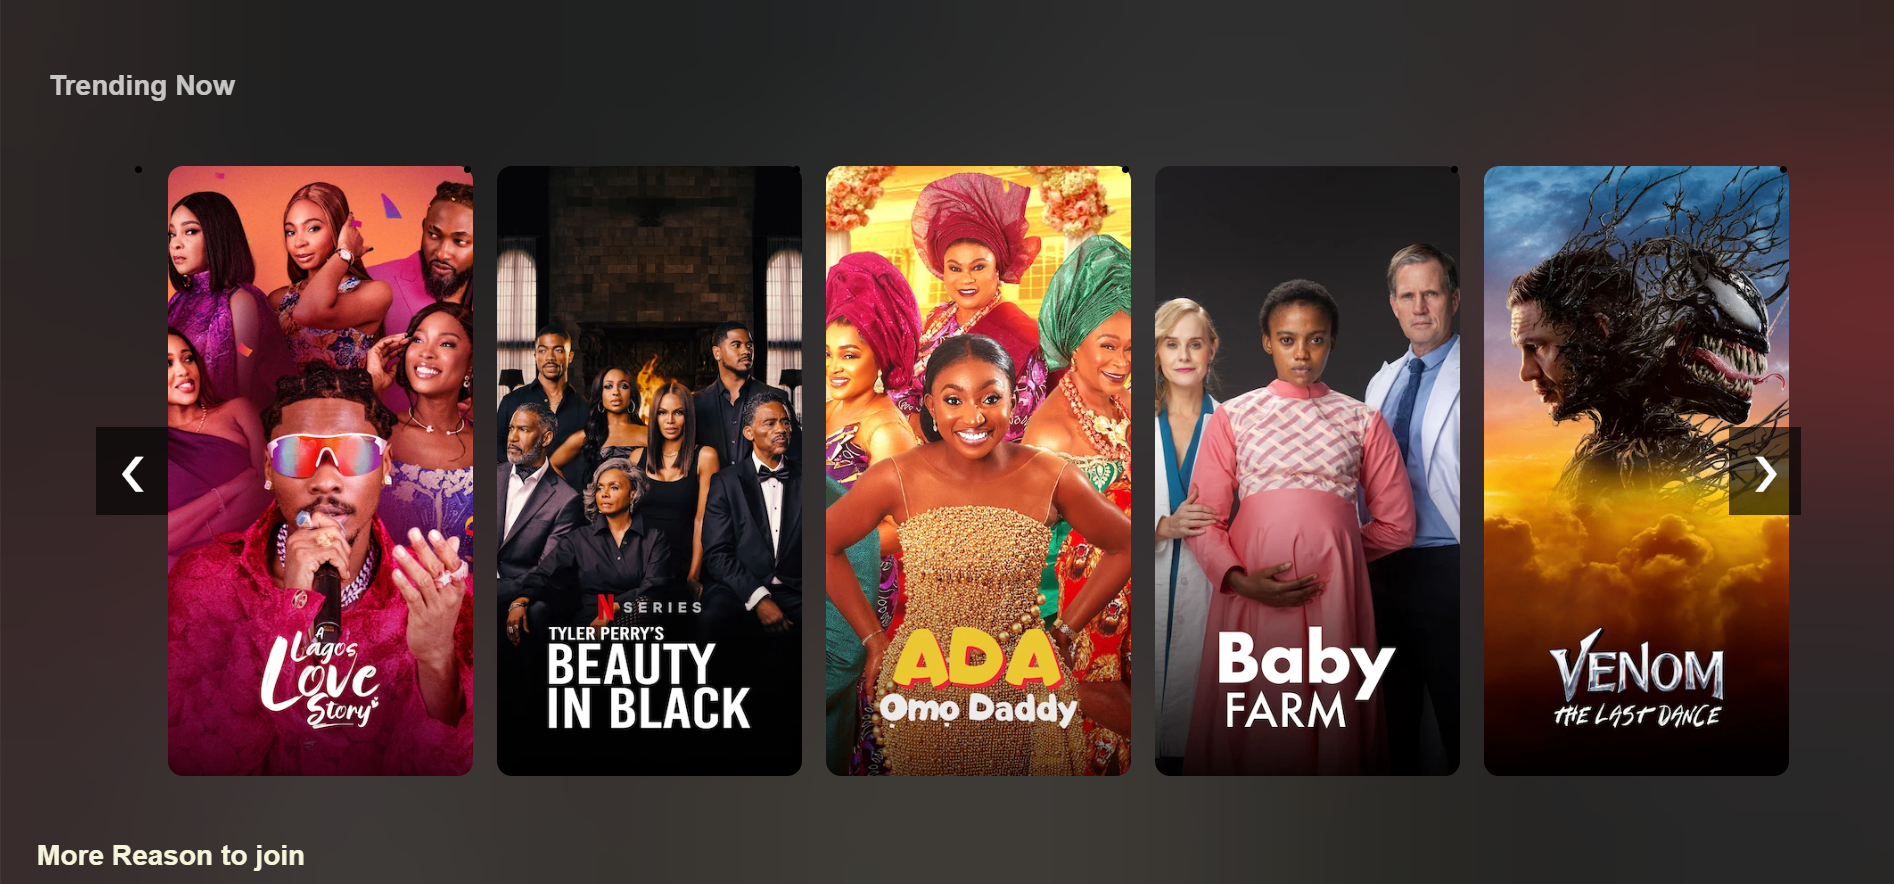 Trending Now
A
Lagos
Love
Story
N SERIES
TYLER PERRY'S
BEAUTY
IN BLACK
ADA
Omo Daddy
Baby
FARM
VENOM
THE LAST DANCE
More Reason to join